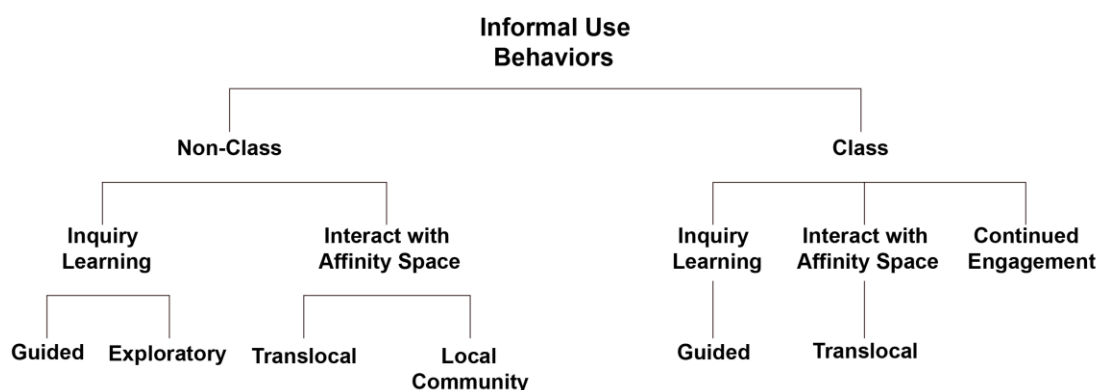 Informal Use
Behaviors
Non-Class
Class
Inquiry
Learning
Interact with
Affinity Space
Inquiry
Learning
Interact with
Affinity Space
Continued
Engagement
Guided
Exploratory
Translocal
Local
Community
Guided
Translocal